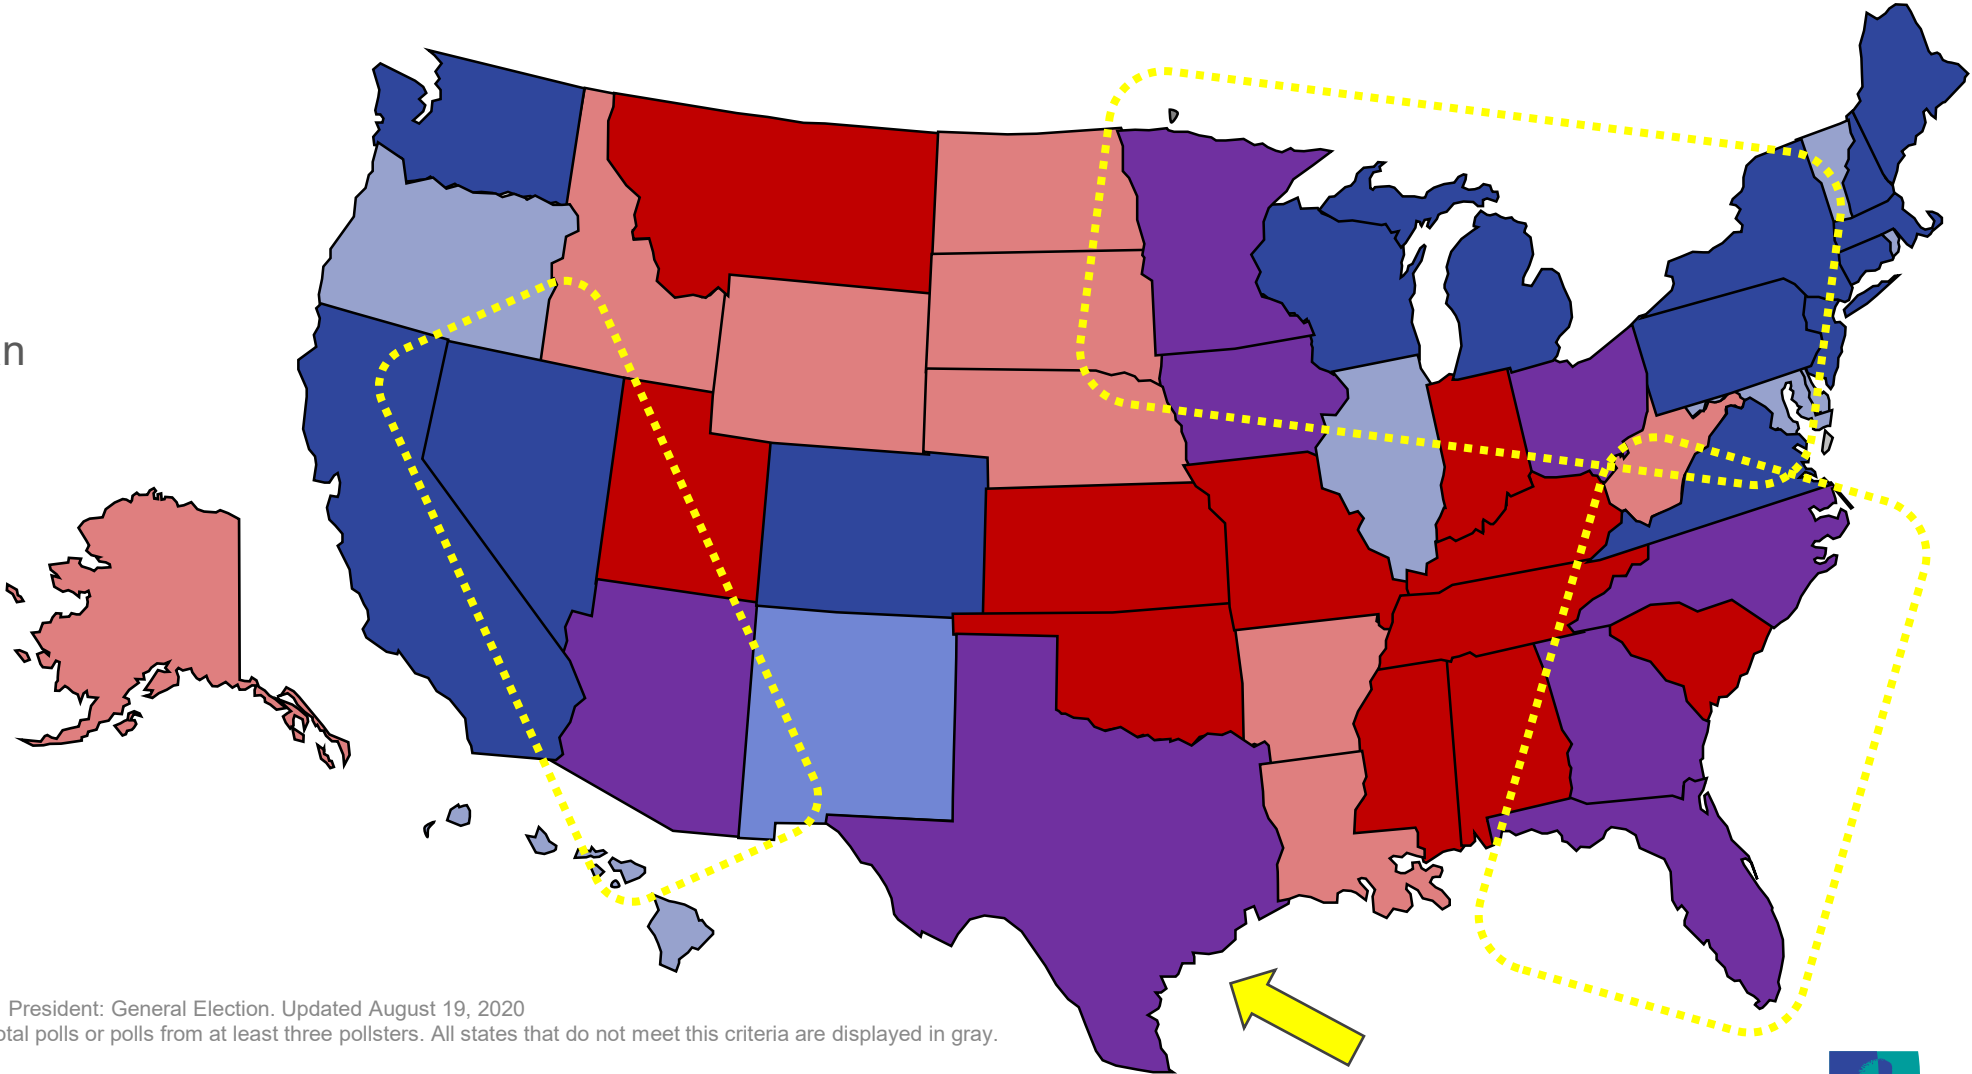 n
President: General Election. Updated August 19, 2020
otal polls or polls from at least three pollsters. All states that do not meet this criteria are displayed in gray.